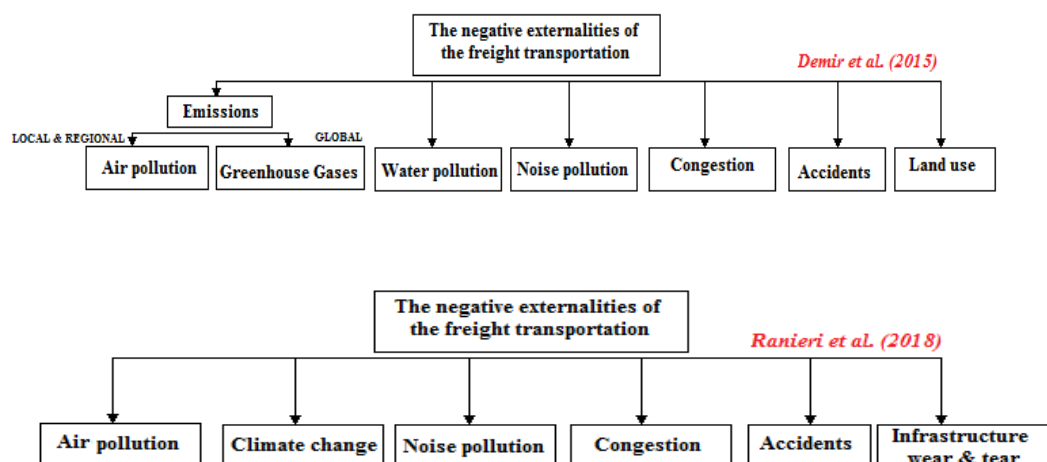 The negative externalities of
the freight transportation
Demir et al. (2015)
Emissions
LOCAL & REGIONAL
GLOBAL
Air pollution
Greenhouse Gases
Water pollution
Noise pollution
Congestion
Accidents
Land use
The negative externalities of
the freight transportation
Ranieri et al. (2018)
Air pollution
Climate change
Noise pollution
Congestion
Accidents
Infrastructure
wear & tear